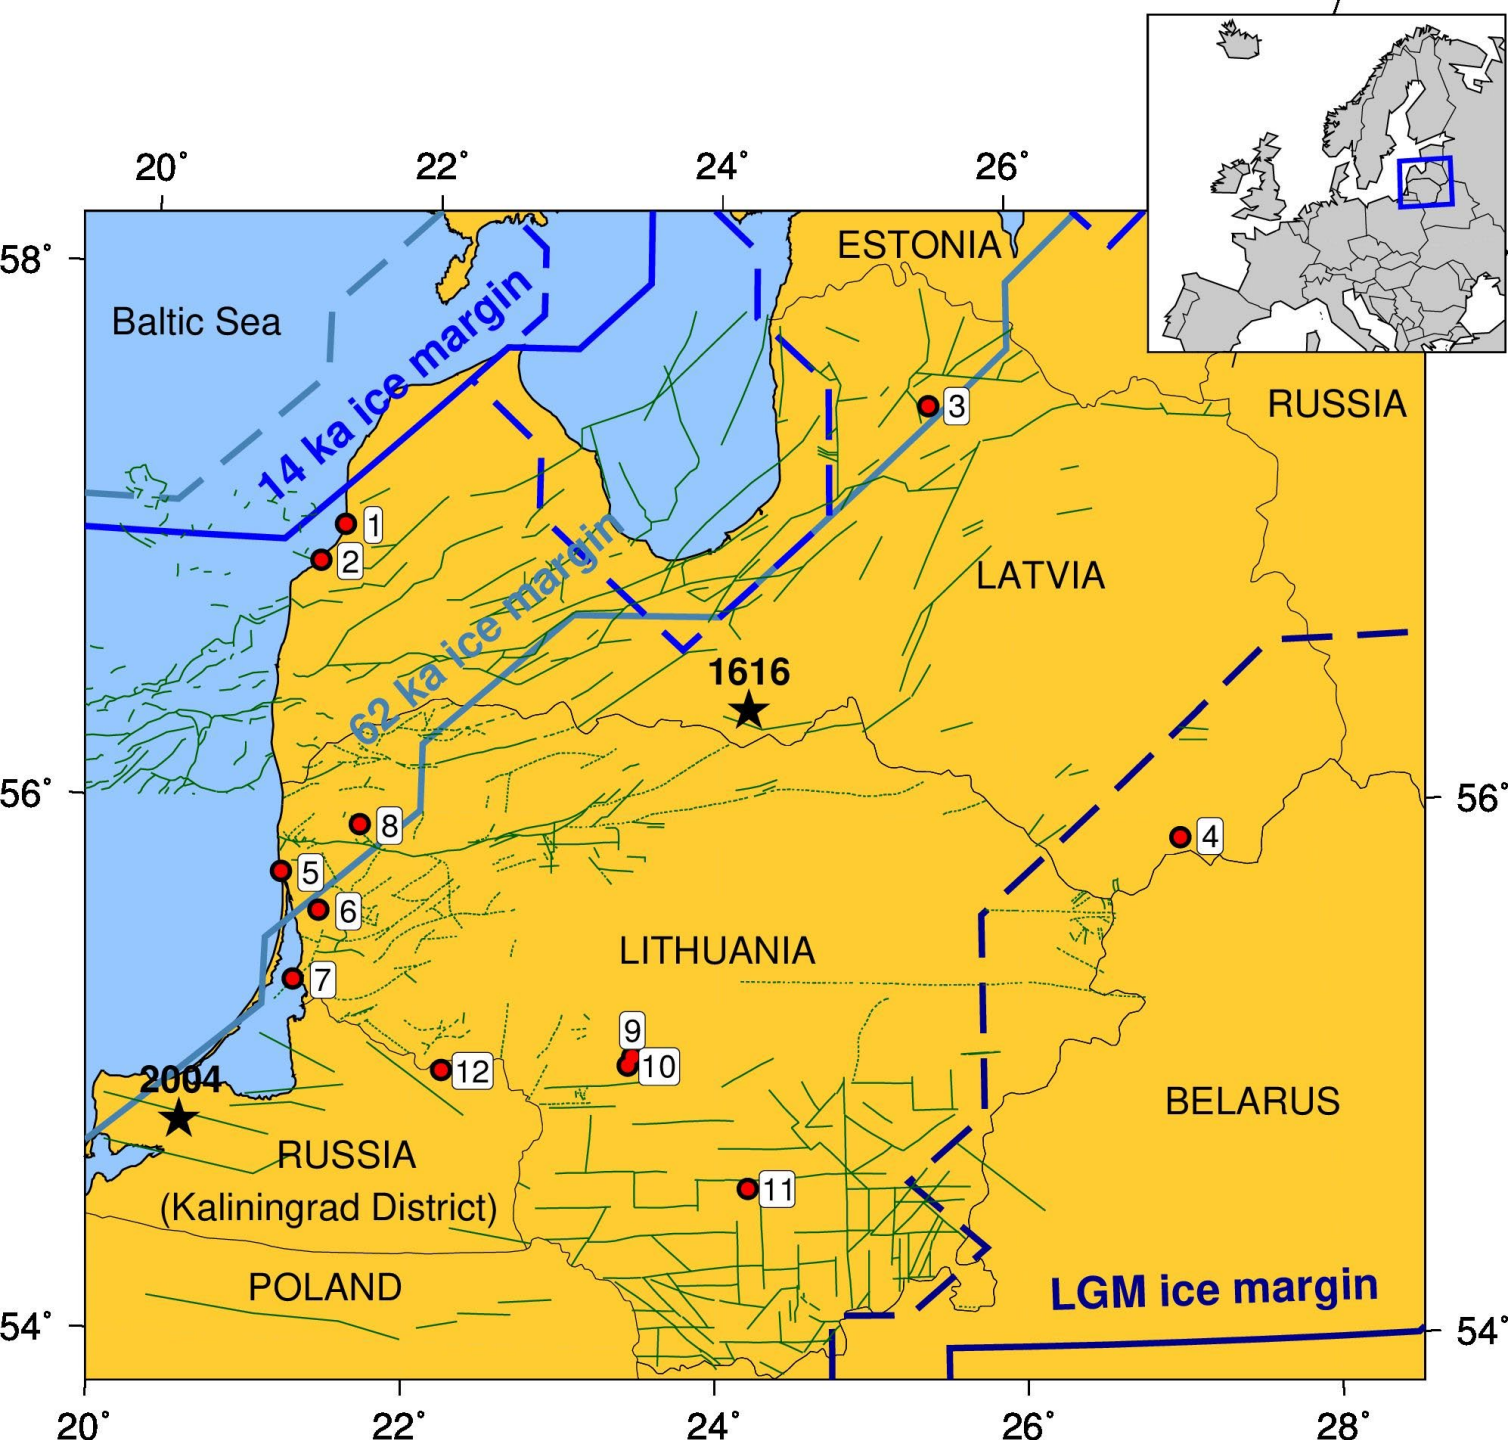 20° 22° 24° 26°
58°
ESTONIA
Baltic Sea
14 ka ice margin
RUSSIA
3
1
2
62 ka ice margin
LATVIA
1616
56° 56°
8
4
5
6
LITHUANIA
7
9
10
12
2004
BELARUS
RUSSIA
(Kaliningrad District)
11
POLAND
LGM ice margin
54° 54°
20° 22° 24° 26° 28°